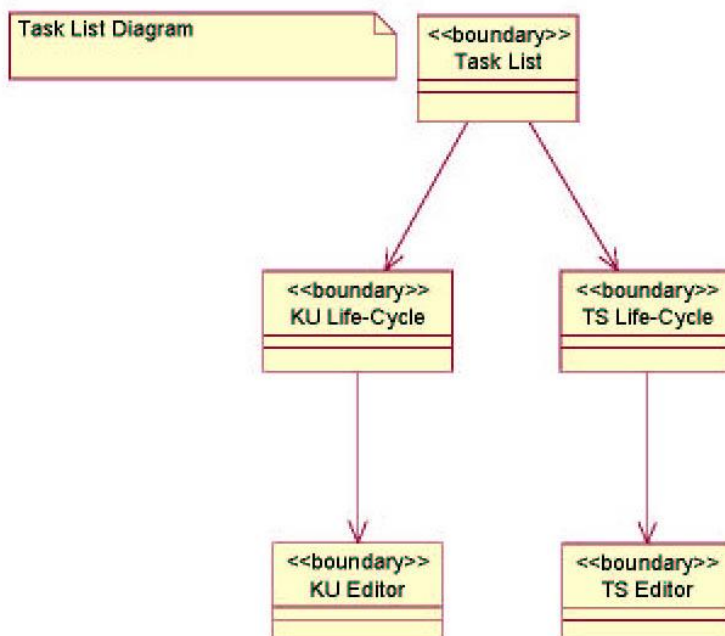 Task List Diagram
<<boundary>>
Task List
<<boundary>>
KU Life-Cycle
<<boundary>>
TS Life-Cycle
<<boundary>>
KU Editor
<<boundary>>
TS Editor